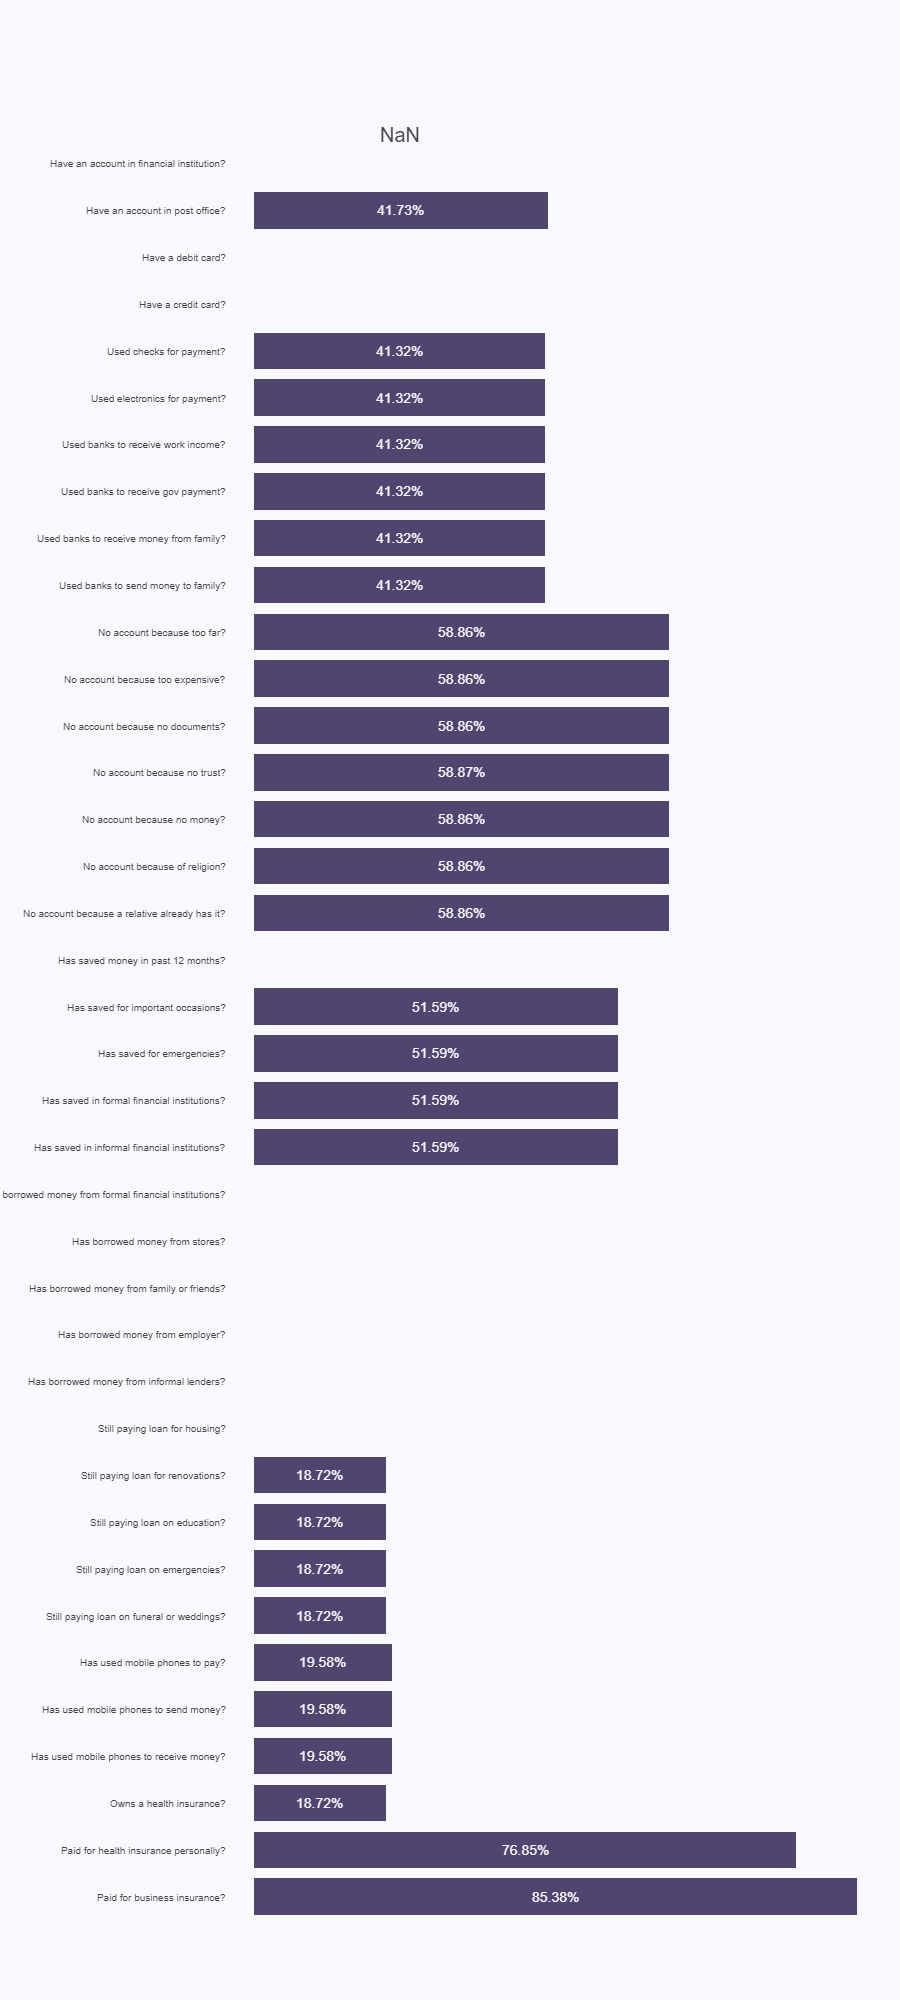 NaN
Have an account in financial institution?
Have an account in post office? 41.73%
Have a debit card?
Have a credit card?
Used checks for payment? 41.32%
Used electronics for payment? 41.32%
Used banks to receive work income? 41.32%
Used banks to receive gov payment? 41.32%
Used banks to receive money from family? 41.32%
Used banks to send money to family? 41.32%
No account because too far? 58.86%
No account because too expensive? 58.86%
No account because no documents? 58.86%
No account because no trust? 58.87%
No account because no money? 58.86%
No account because of religion? 58.86%
No account because a relative already has it? 58.86%
Has saved money in past 12 months?
Has saved for important occasions? 51.59%
Has saved for emergencies? 51.59%
Has saved in formal financial institutions? 51.59%
Has saved in informal financial institutions? 51.59%
borrowed money from formal financial institutions?
Has borrowed money from stores?
Has borrowed money from family or friends?
Has borrowed money from employer?
Has borrowed money from informal lenders?
Still paying loan for housing?
Still paying loan for renovations? 18.72%
Still paying loan on education? 18.72%
Still paying loan on emergencies? 18.72%
Still paying loan on funeral or weddings? 18.72%
Has used mobile phones to pay? 19.58%
Has used mobile phones to send money? 19.58%
Has used mobile phones to receive money? 19.58%
Owns a health insurance? 18.72%
Paid for health insurance personally? 76.85%
Paid for business insurance? 85.38%